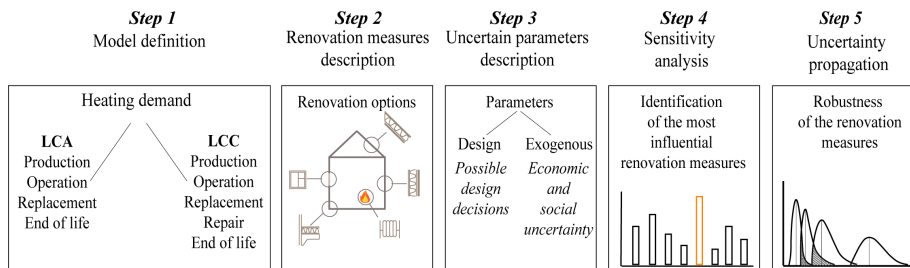 Step 1
Model definition
Step 2
Renovation measures
description
Step 3
Uncertain parameters
description
Step 4
Sensitivity
analysis
Step 5
Uncertainty
propagation
Heating demand
LCA
Production
Operation
Replacement
End of life
LCC
Production
Operation
Replacement
Repair
End of life
Renovation options
Parameters
Design
Possible
design
decisions
Exogenous
Economic
and
social
uncertainty
Identification
of the most
influential
renovation measures
Robustness
of the renovation
measures